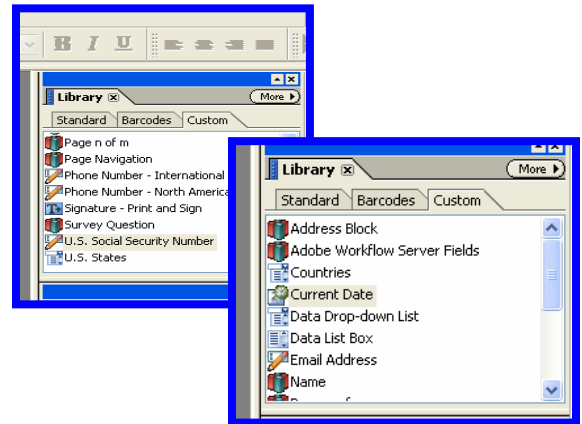 B I U
Library
More
Standard Barcodes Custom
Page n of m
Page Navigation
Phone Number - International
Phone Number - North America
Signature - Print and Sign
Survey Question
U.S. Social Security Number
U.S. States
Library
More
Standard Barcodes Custom
Address Block
Adobe Workflow Server Fields
Countries
Current Date
Data Drop-down List
Data List Box
Email Address
Name